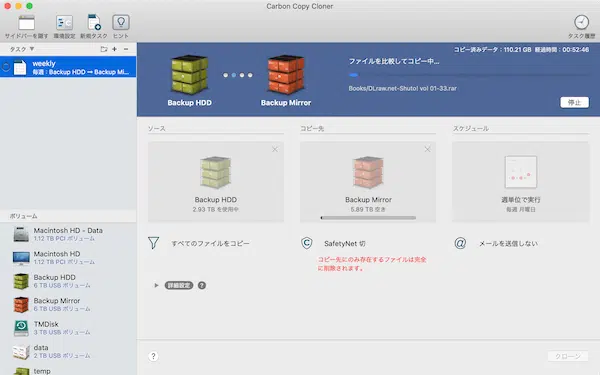 Carbon Copy Cloner
サイドバーを隠す 環境設定 新規タスク ヒント タスク履歴
タスク ▼
weekly
毎週 : Backup HDD → Backup Mi...
コピー済みデータ : 110.21 GB 経過時間 : 00:52:46
ファイルを比較してコピー中...
Books/DLraw.net-Shuto! vol 01-33.rar
Backup HDD Backup Mirror
停止
ソース コピー先 スケジュール
Backup HDD
2.93 TB を使用中
Backup Mirror
5.89 TB 空き
週単位で実行
毎週 月曜日
すべてのファイルをコピー
SafetyNet 切
コピー先にのみ存在するファイルは完全
に削除されます。
メールを送信しない
詳細設定 ?
ボリューム
Macintosh HD - Data
1.12 TB PCI ボリューム
Macintosh HD
1.12 TB PCI ボリューム
Backup HDD
6 TB USB ボリューム
Backup Mirror
6 TB USB ボリューム
TMDisk
3 TB USB ボリューム
data
2 TB USB ボリューム
temp
? クローン